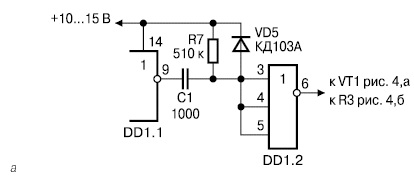 +10...15 В
14
1
9
DD1.1
C1
1000
R7
510 к
VD5
КД103А
3
4
5
1
6
DD1.2
к VT1 рис. 4,а
к R3 рис. 4,б
а